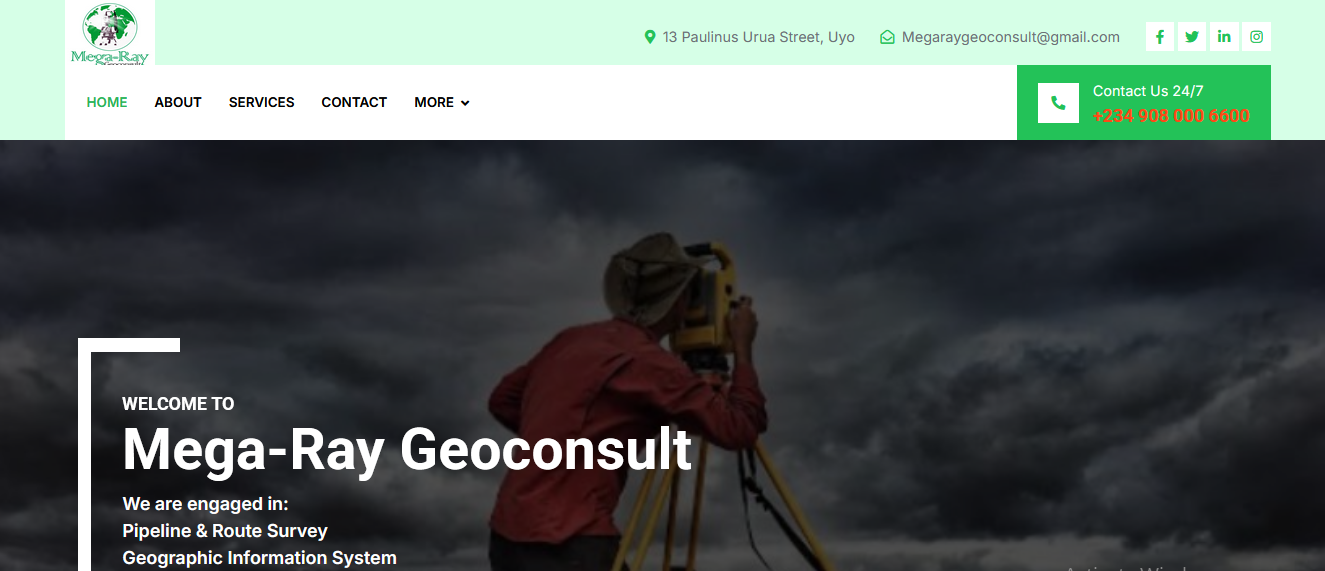 Mega-Ray
Geoconsult
13 Paulinus Urua Street, Uyo
Megaraygeoconsult@gmail.com
HOME ABOUT SERVICES CONTACT MORE
Contact Us 24/7
+234 908 000 6600
WELCOME TO
Mega-Ray Geoconsult
We are engaged in:
Pipeline & Route Survey
Geographic Information System